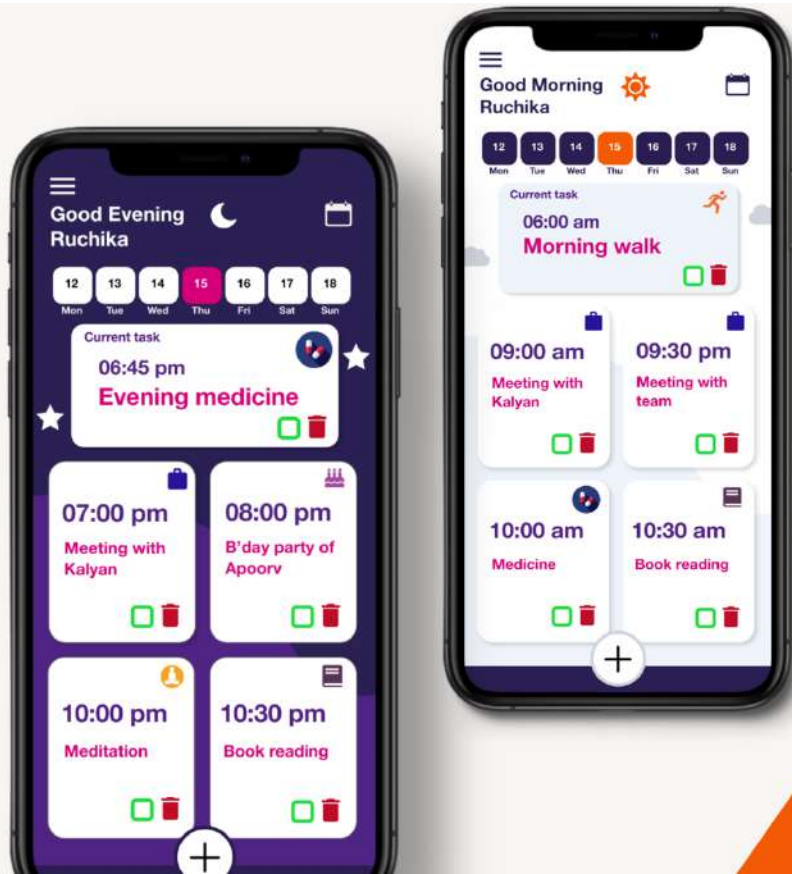 Good Evening
Ruchika
12 13 14 15 16 17 18
Mon Tue Wed Thu Fri Sat Sun
Current task
06:45 pm
Evening medicine
07:00 pm
Meeting with
Kalyan
08:00 pm
B'day party of
Apoorv
10:00 pm
Meditation
10:30 pm
Book reading
Good Morning
Ruchika
12 13 14 15 16 17 18
Mon Tue Wed Thu Fri Sat Sun
Current task
06:00 am
Morning walk
09:00 am
Meeting with
Kalyan
09:30 pm
Meeting with
team
10:00 am
Medicine
10:30 am
Book reading